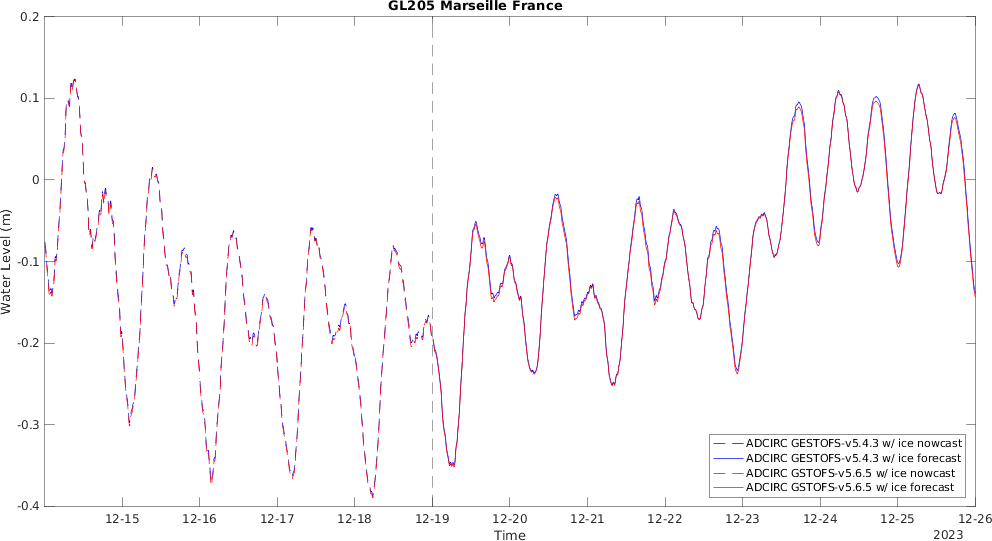 GL205 Marseille France
Water Level (m)
0.2
0.1
0
-0.1
-0.2
-0.3
-0.4
ADCIRC GESTOFS-v5.4.3 w/ ice nowcast
ADCIRC GESTOFS-v5.4.3 w/ ice forecast
ADCIRC GSTOFS-v5.6.5 w/ ice nowcast
ADCIRC GSTOFS-v5.6.5 w/ ice forecast
12-15 12-16 12-17 12-18 12-19 12-20 12-21 12-22 12-23 12-24 12-25 12-26
Time
2023